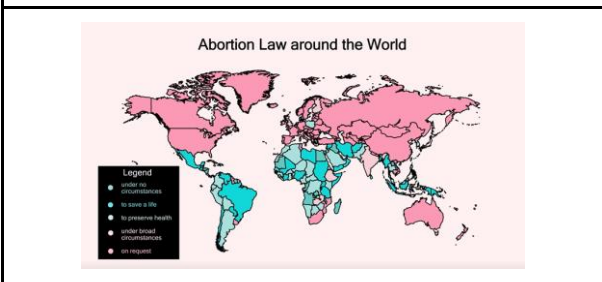 Abortion Law around the World
Legend
under no
circumstances
to save a life
to preserve health
under broad
circumstances
on request